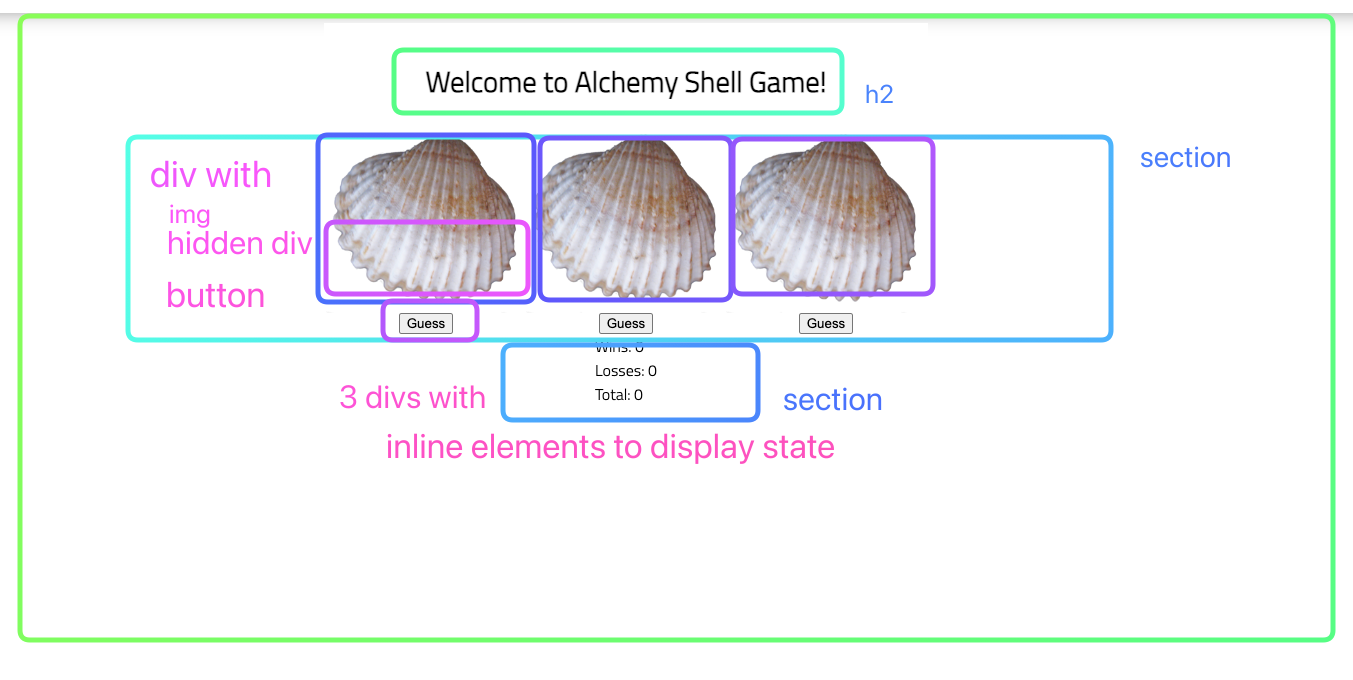 Welcome to Alchemy Shell Game!
h2
section
div with
img
hidden div
button
Guess
Guess
Guess
Wins: 0
Losses: 0
Total: 0
3 divs with
section
inline elements to display state